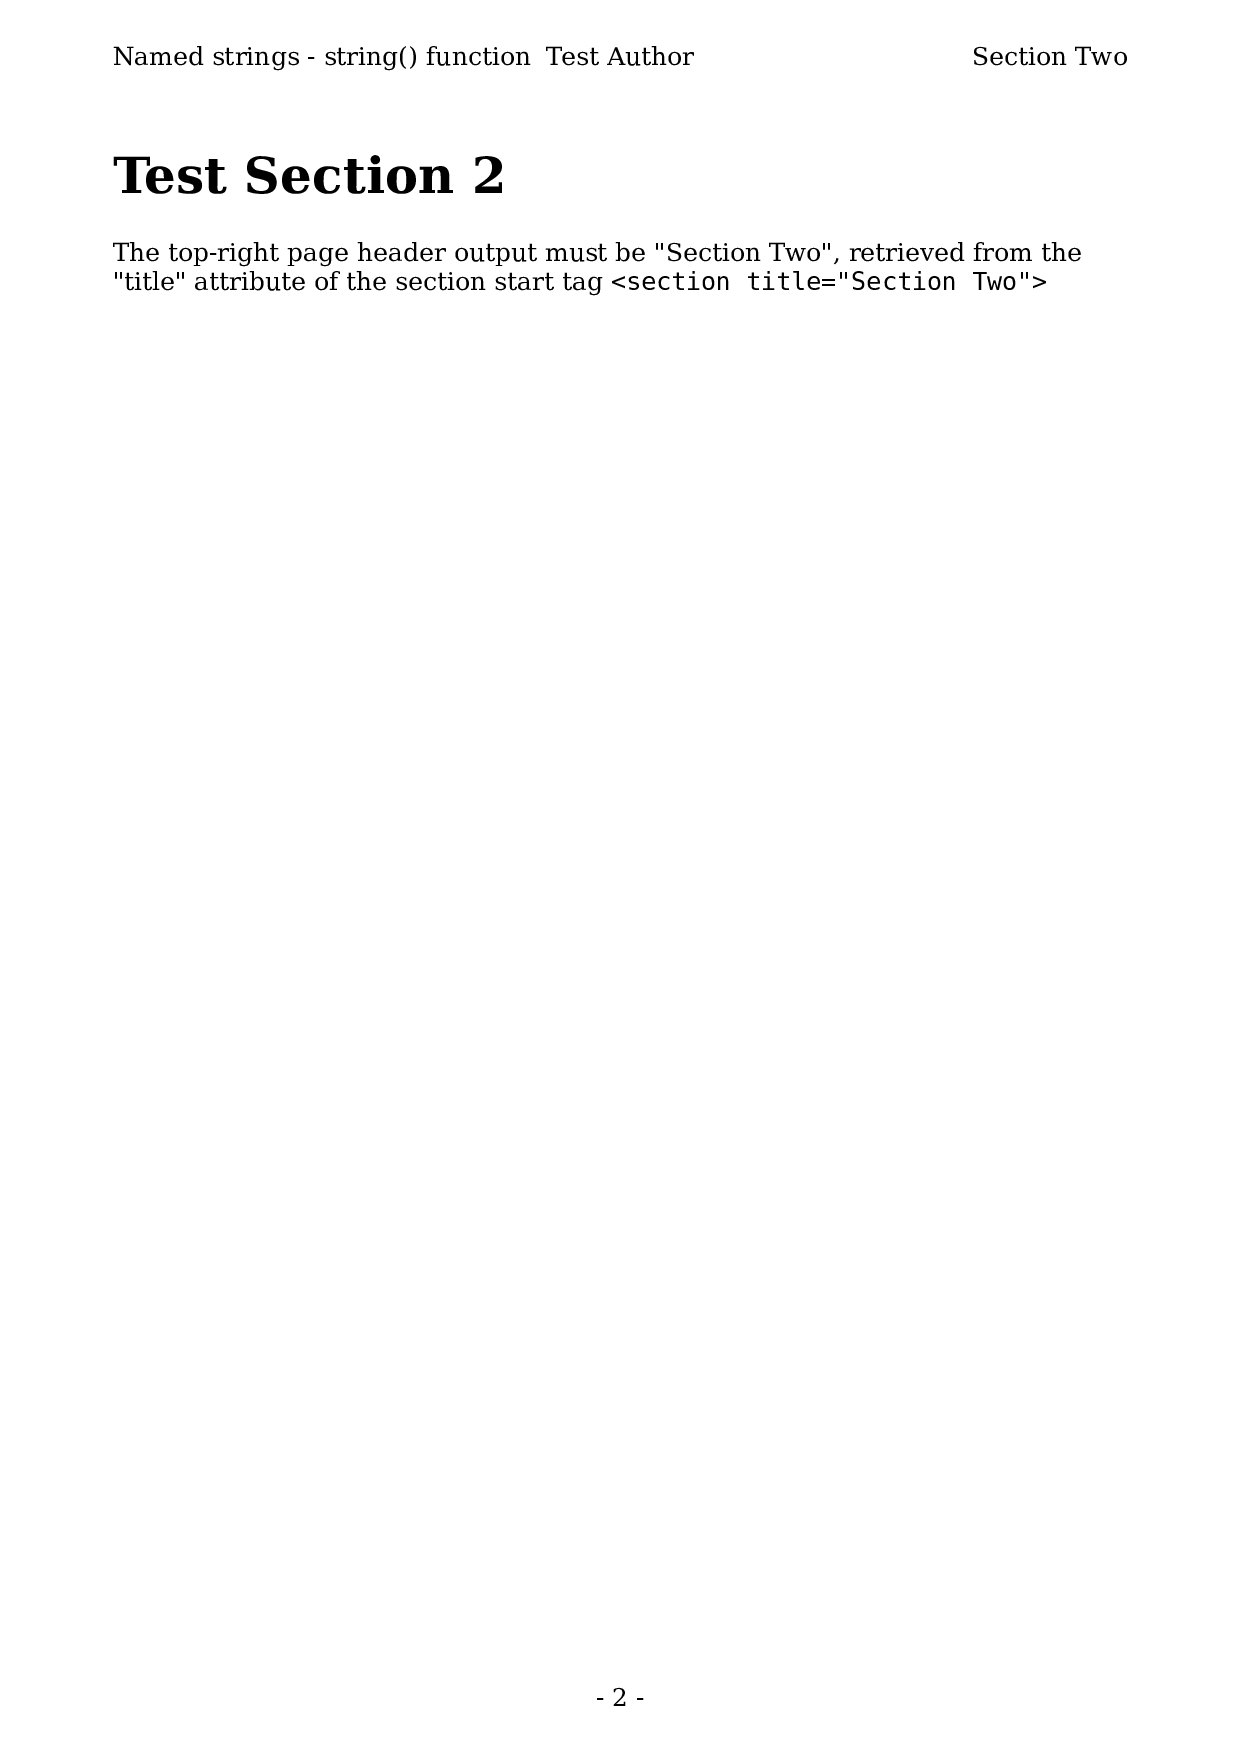 Named strings - string() function  Test Author Section Two
Test Section 2
The top-right page header output must be "Section Two", retrieved from the
"title" attribute of the section start tag <section title="Section Two">
- 2 -